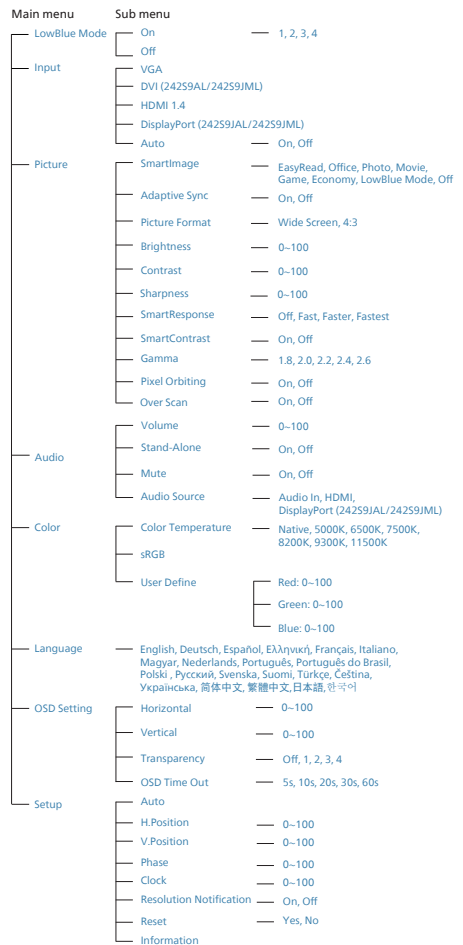 Main menu Sub menu
LowBlue Mode On 1, 2, 3, 4
Off
Input VGA
DVI (242S9AL/242S9JML)
HDMI 1.4
DisplayPort (242S9JAL/242S9JML)
Auto On, Off
Picture SmartImage EasyRead, Office, Photo, Movie,
Game, Economy, LowBlue Mode, Off
Adaptive Sync On, Off
Picture Format Wide Screen, 4:3
Brightness 0~100
Contrast 0~100
Sharpness 0~100
SmartResponse Off, Fast, Faster, Fastest
SmartContrast On, Off
Gamma 1.8, 2.0, 2.2, 2.4, 2.6
Pixel Orbiting On, Off
Over Scan On, Off
Audio Volume 0~100
Stand-Alone On, Off
Mute On, Off
Audio Source Audio In, HDMI,
DisplayPort (242S9JAL/242S9JML)
Color Color Temperature Native, 5000K, 6500K, 7500K,
8200K, 9300K, 11500K
sRGB
User Define Red: 0~100
Green: 0~100
Blue: 0~100
Language English, Deutsch, Español, Ελληνική, Français, Italiano,
Magyar, Nederlands, Português, Português do Brasil,
Polski , Русский, Svenska, Suomi, Türkçe, Čeština,
Українська, 简体中文, 繁體中文,日本語,한국어
OSD Setting Horizontal 0~100
Vertical 0~100
Transparency Off, 1, 2, 3, 4
OSD Time Out 5s, 10s, 20s, 30s, 60s
Setup Auto
H.Position 0~100
V.Position 0~100
Phase 0~100
Clock 0~100
Resolution Notification On, Off
Reset Yes, No
Information